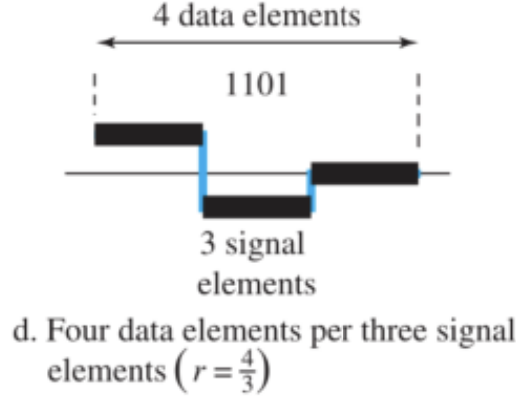 4 data elements
1101
3 signal
elements
d. Four data elements per three signal
elements (r = 4/3)